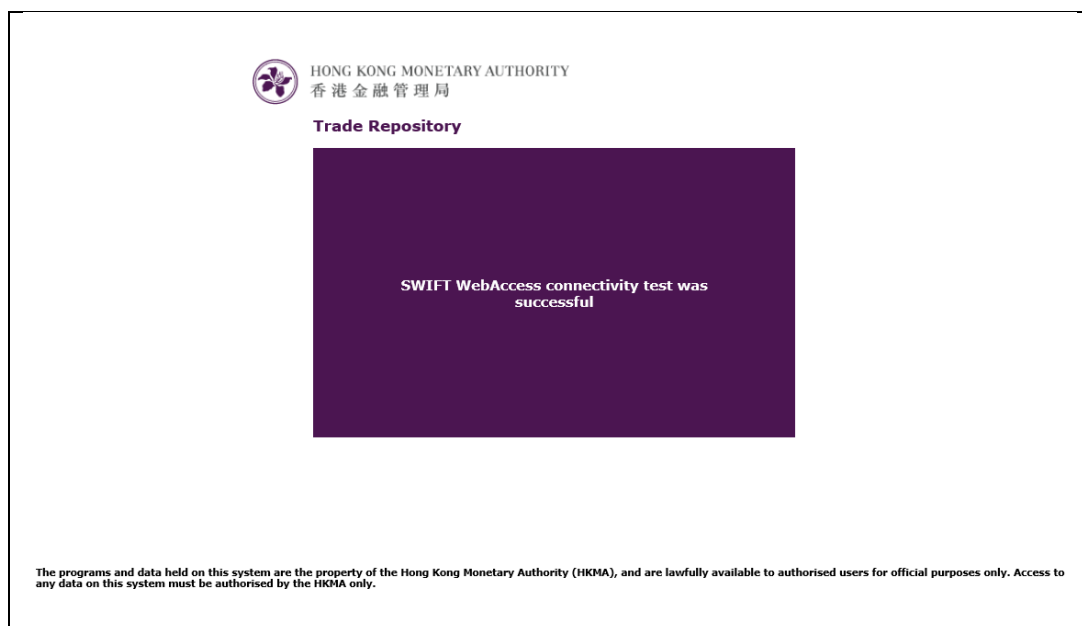 HONG KONG MONETARY AUTHORITY
香港金融管理局
Trade Repository
SWIFT WebAccess connectivity test was
successful
The programs and data held on this system are the property of the Hong Kong Monetary Authority (HKMA), and are lawfully available to authorised users for official purposes only. Access to
any data on this system must be authorised by the HKMA only.